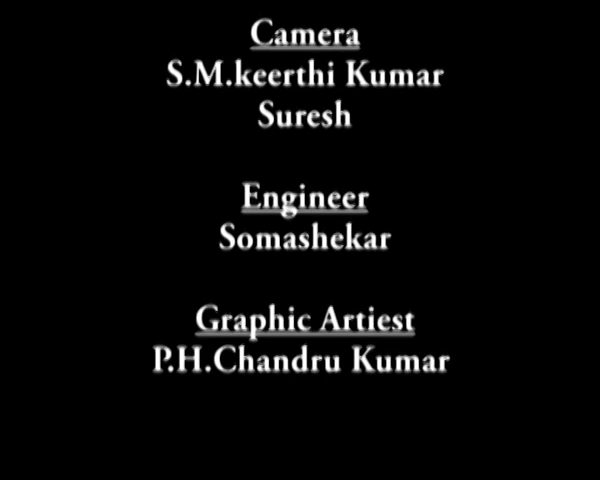 Camera
S.M.keerthi Kumar
Suresh
Engineer
Somashekar
Graphic Artiest
P.H.Chandru Kumar